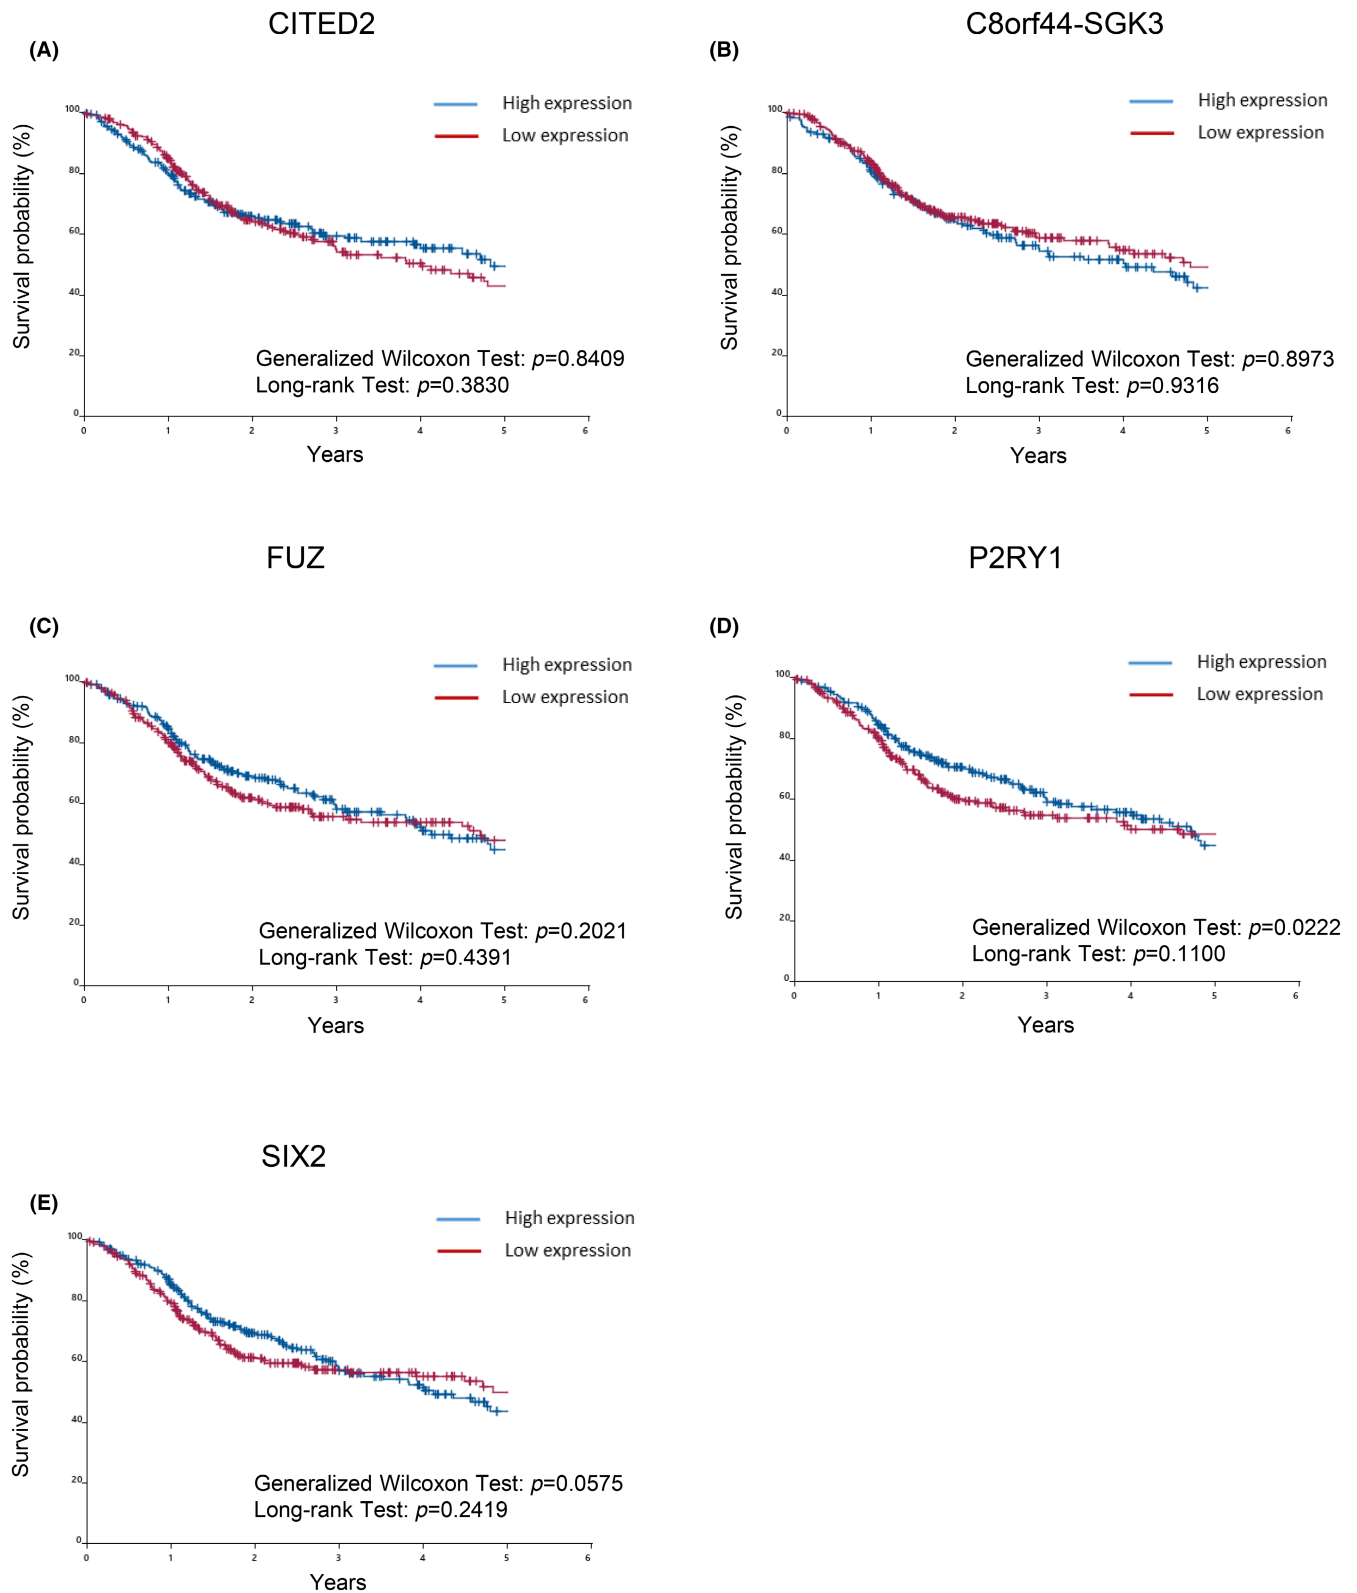 CITED2
(A)
High expression
Low expression
Survival probability (%)
100
80
60
40
20
0
Generalized Wilcoxon Test: p=0.8409
Long-rank Test: p=0.3830
0 1 2 3 4 5 6
Years
C8orf44-SGK3
(B)
High expression
Low expression
Survival probability (%)
100
80
60
40
20
0
Generalized Wilcoxon Test: p=0.8973
Long-rank Test: p=0.9316
0 1 2 3 4 5 6
Years
FUZ
(C)
High expression
Low expression
Survival probability (%)
100
80
60
40
20
0
Generalized Wilcoxon Test: p=0.2021
Long-rank Test: p=0.4391
0 1 2 3 4 5 6
Years
P2RY1
(D)
High expression
Low expression
Survival probability (%)
100
80
60
40
20
0
Generalized Wilcoxon Test: p=0.0222
Long-rank Test: p=0.1100
0 1 2 3 4 5 6
Years
SIX2
(E)
High expression
Low expression
Survival probability (%)
100
80
60
40
20
0
Generalized Wilcoxon Test: p=0.0575
Long-rank Test: p=0.2419
0 1 2 3 4 5 6
Years